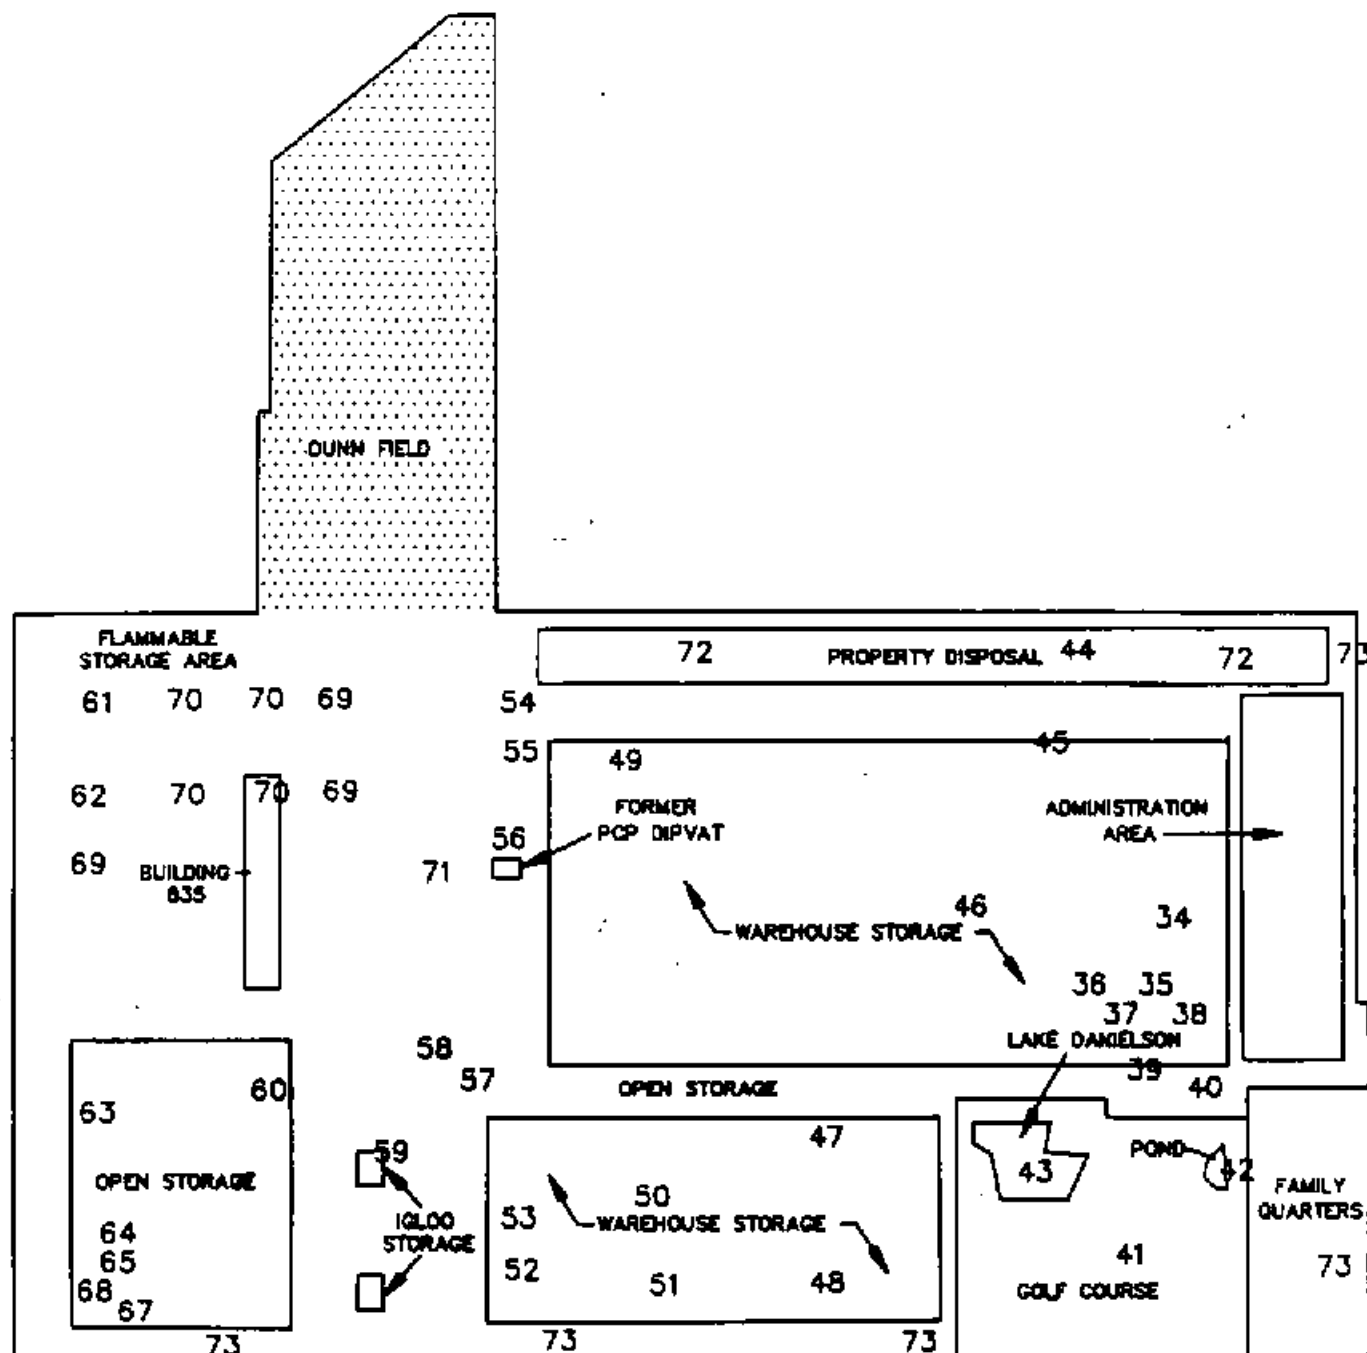 DUNN FIELD
FLAMMABLE
STORAGE AREA
72
PROPERTY DISPOSAL
44
72
73
61
70
70
69
54
55
49
45
62
70
70
69
FORMER
PCP DIPVAT
ADMINISTRATION
AREA
56
69
BUILDING
835
71
46
WAREHOUSE STORAGE
34
36
35
37
38
LAKE DANIELSON
58
39
57
OPEN STORAGE
40
60
63
47
59
POND
43
42
OPEN STORAGE
FAMILY
QUARTERS
50
53
WAREHOUSE STORAGE
IGLOO
STORAGE
64
65
52
51
48
41
73
68
67
GOLF COURSE
73
73
73